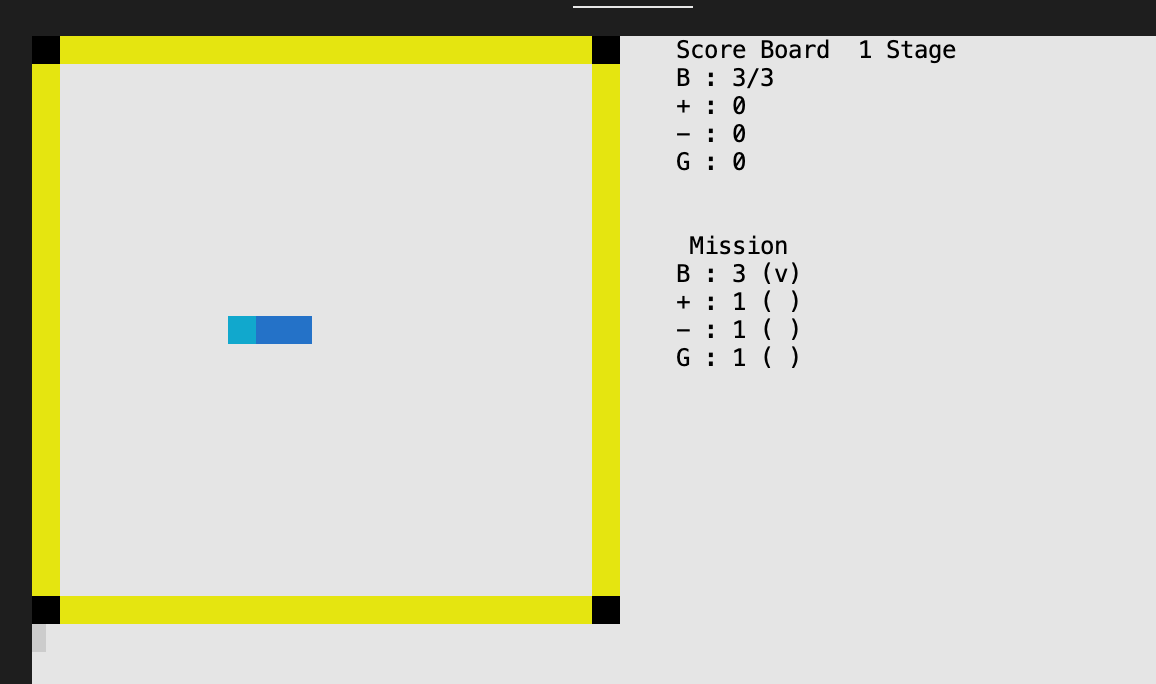 Score Board  1 Stage
B : 3/3
+ : 0
- : 0
G : 0
Mission
B : 3 (v)
+ : 1 ( )
- : 1 ( )
G : 1 ( )